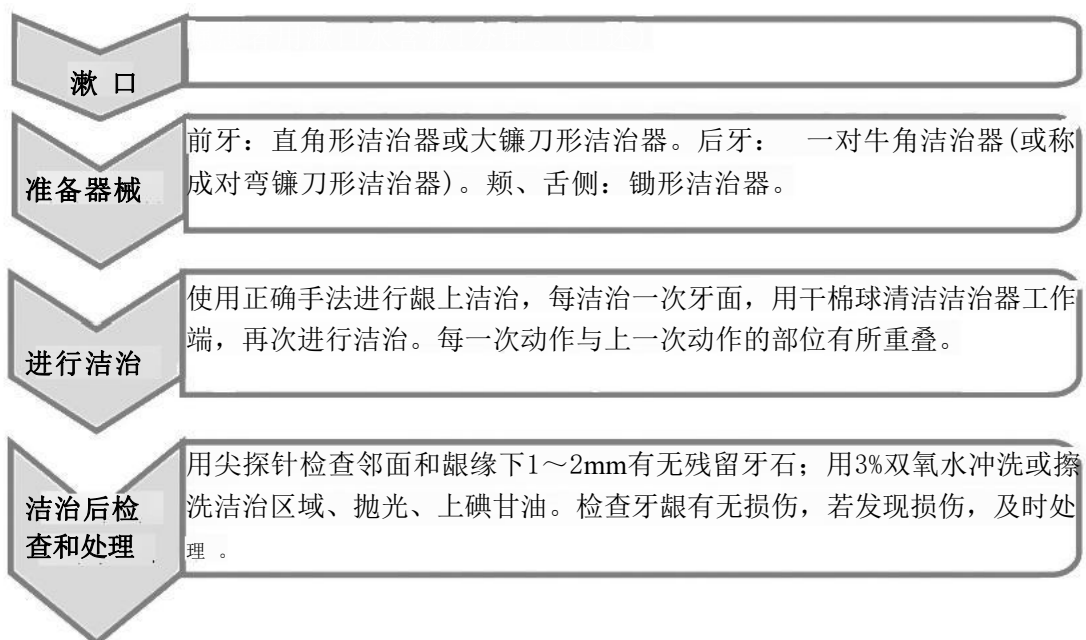 漱 口
前牙：直角形洁治器或大镰刀形洁治器。后牙： 一对牛角洁治器(或称
成对弯镰刀形洁治器)。颊、舌侧：锄形洁治器。
准备器械
使用正确手法进行龈上洁治，每洁治一次牙面，用干棉球清洁洁治器工作
端，再次进行洁治。每一次动作与上一次动作的部位有所重叠。
进行洁治
用尖探针检查邻面和龈缘下1～2mm有无残留牙石；用3%双氧水冲洗或擦
洗洁治区域、抛光、上碘甘油。检查牙龈有无损伤，若发现损伤，及时处
理 。
洁治后检
查和处理